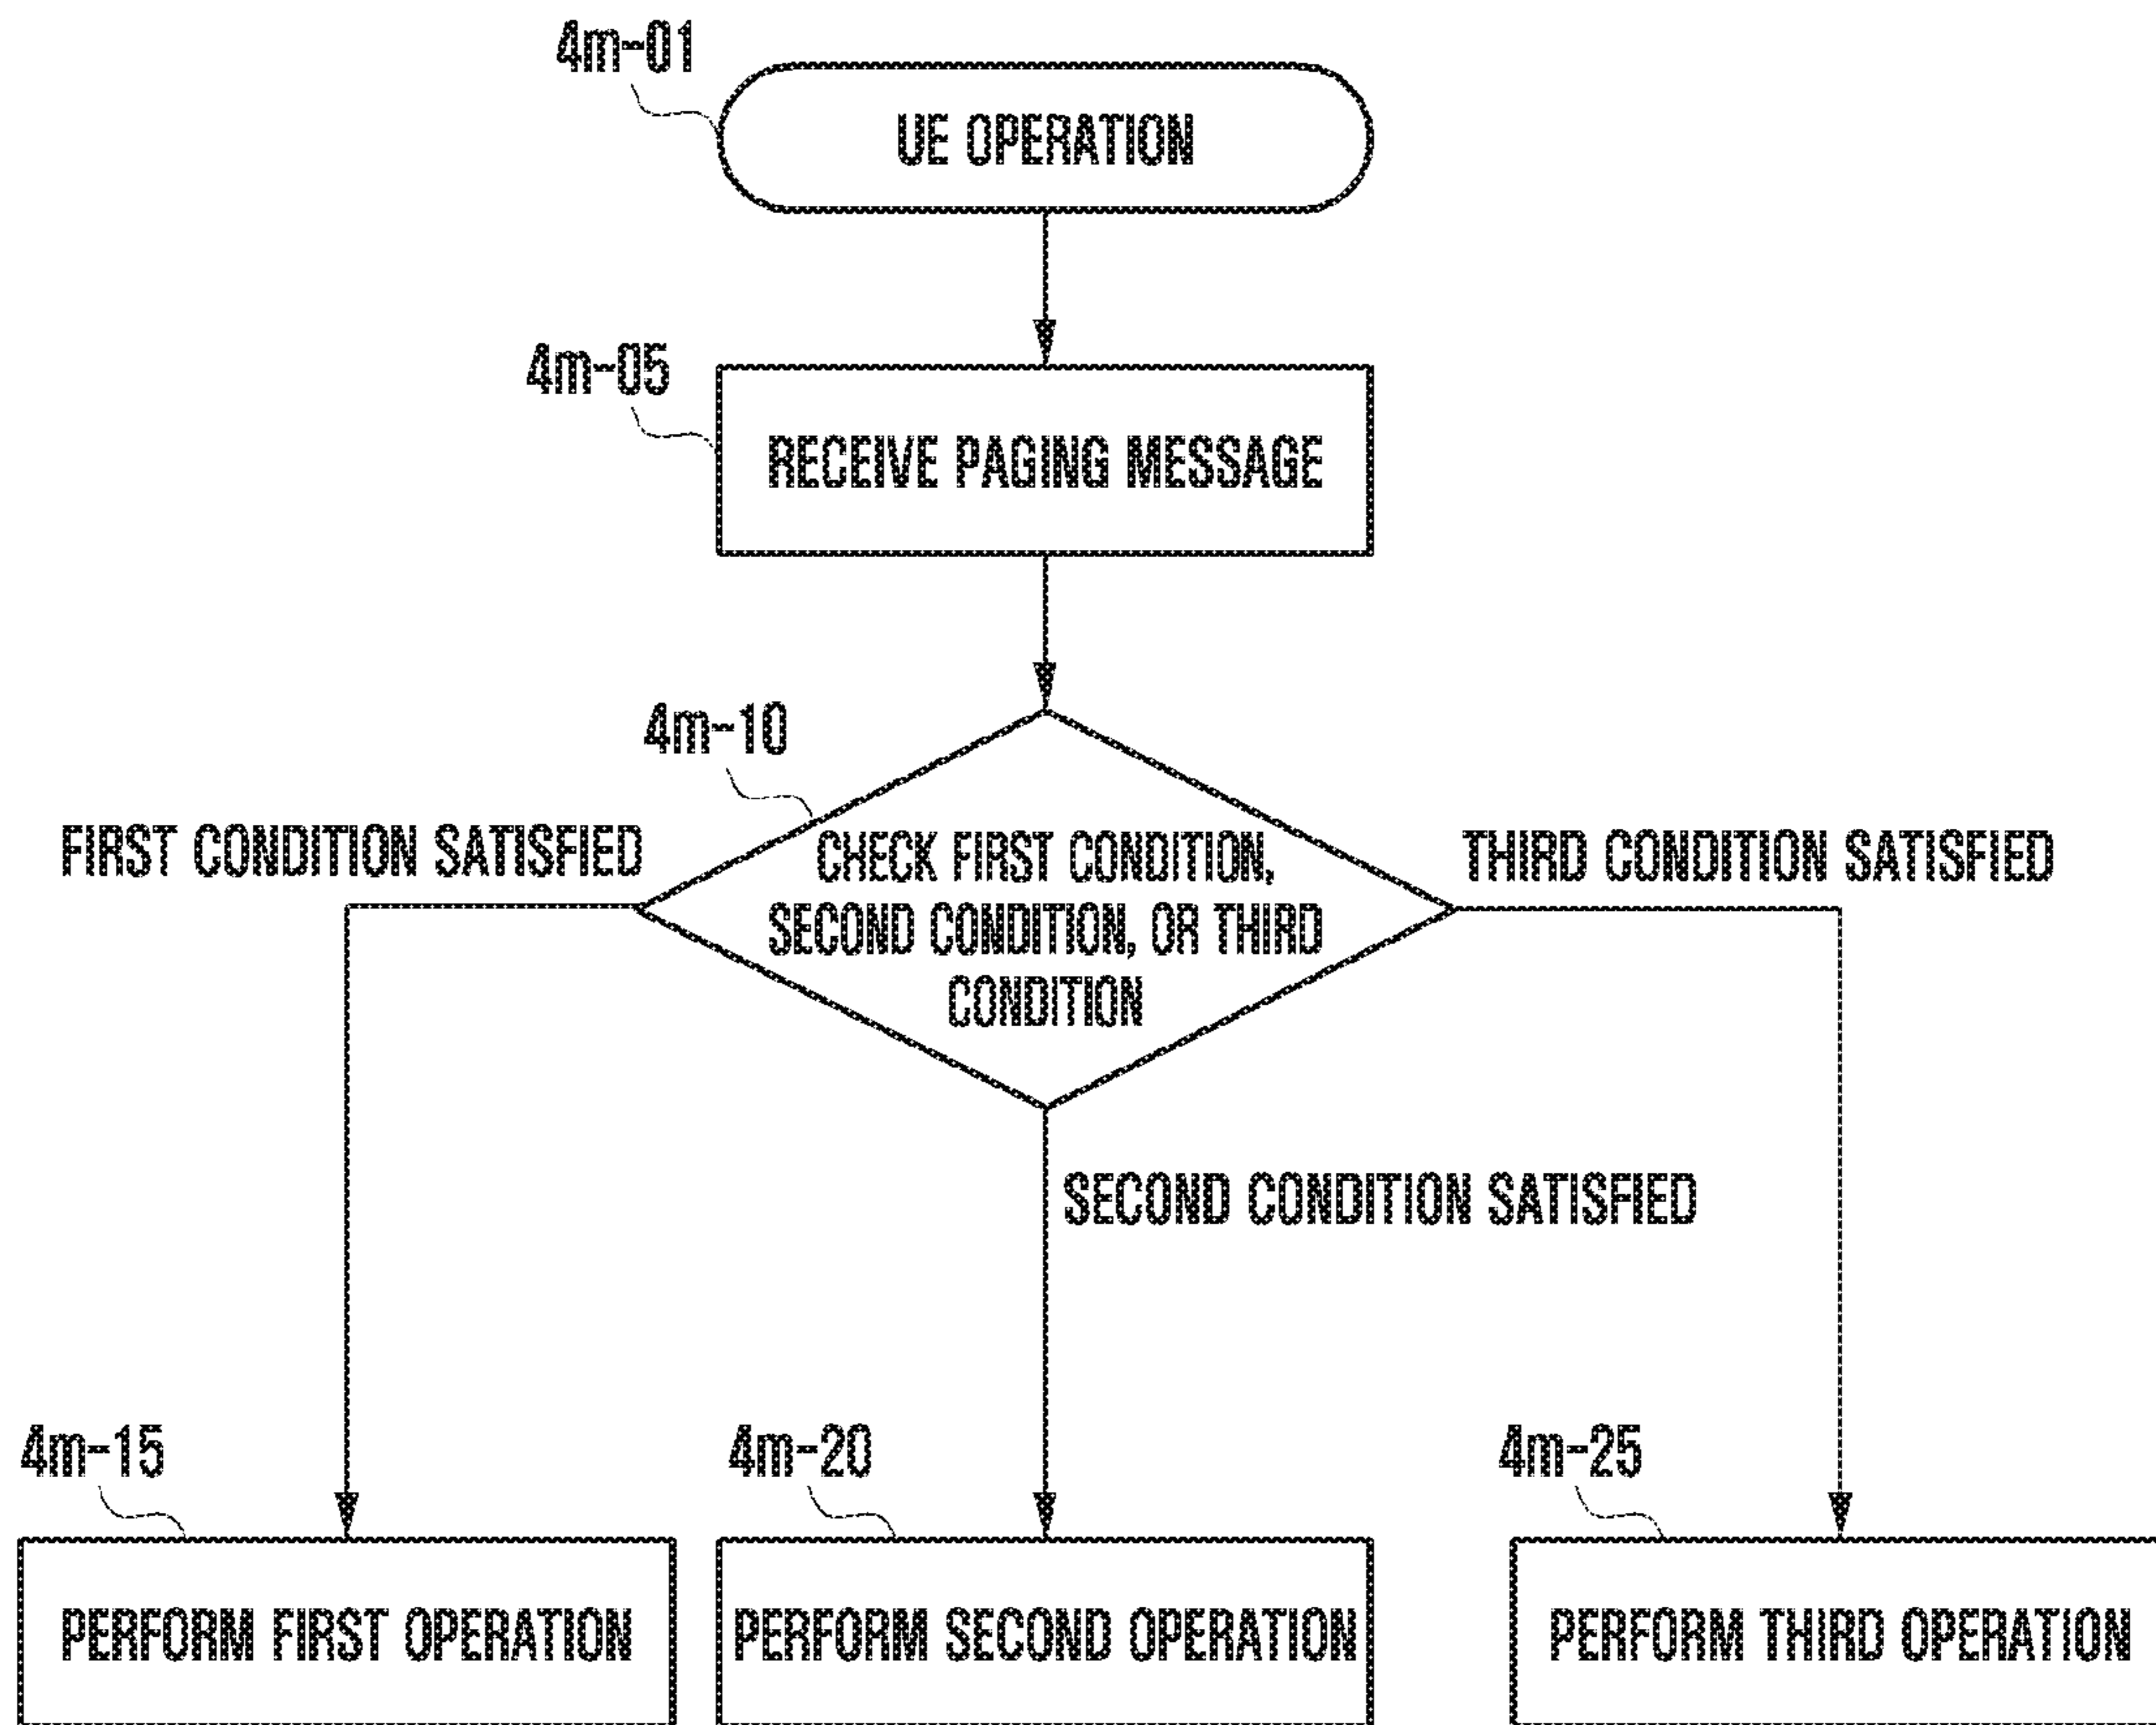 4m-01
UE OPERATION
4m-05
RECEIVE PAGING MESSAGE
4m-10
FIRST CONDITION SATISFIED
CHECK FIRST CONDITION,
SECOND CONDITION, OR THIRD
CONDITION
THIRD CONDITION SATISFIED
SECOND CONDITION SATISFIED
4m-15
4m-20
4m-25
PERFORM FIRST OPERATION
PERFORM SECOND OPERATION
PERFORM THIRD OPERATION